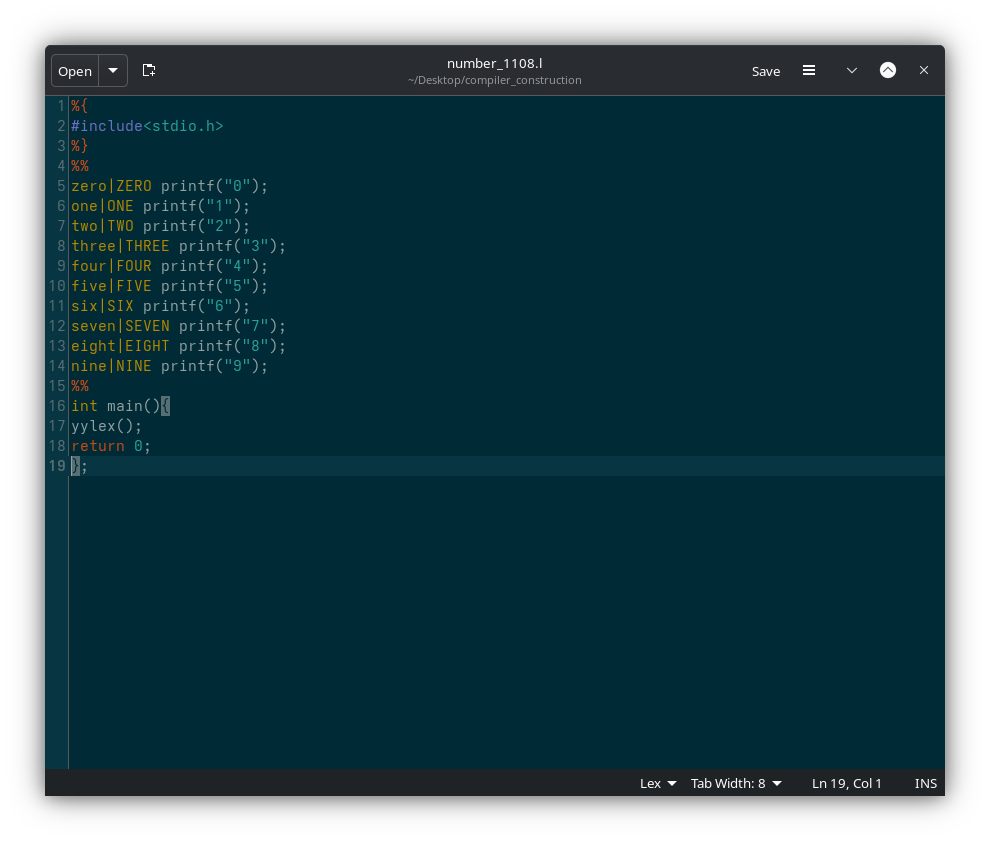 Open
number_1108.l
~/Desktop/compiler_construction
Save
1 %{
2 #include<stdio.h>
3 %}
4 %%
5 zero|ZERO printf("0");
6 one|ONE printf("1");
7 two|TWO printf("2");
8 three|THREE printf("3");
9 four|FOUR printf("4");
10 five|FIVE printf("5");
11 six|SIX printf("6");
12 seven|SEVEN printf("7");
13 eight|EIGHT printf("8");
14 nine|NINE printf("9");
15 %%
16 int main(){
17 yylex();
18 return 0;
19 };
Lex Tab Width: 8 Ln 19, Col 1 INS